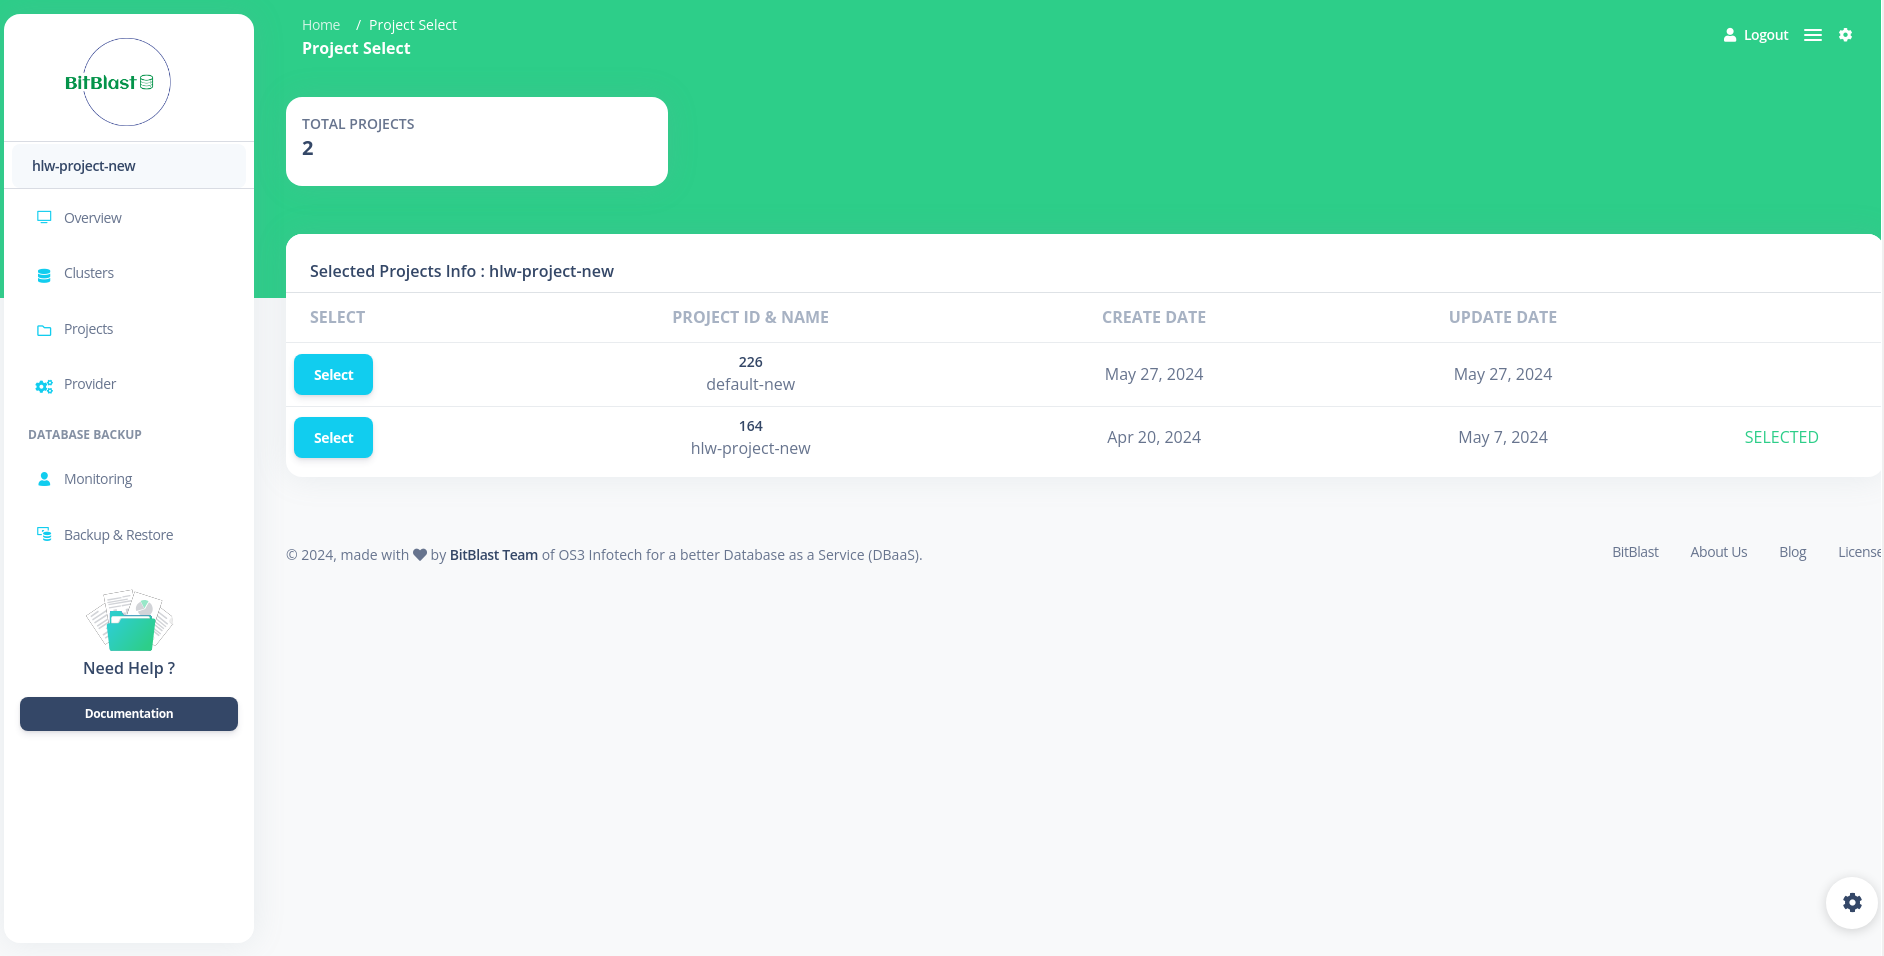 BitBlast
hlw-project-new
Overview
Clusters
Projects
Provider
DATABASE BACKUP
Monitoring
Backup & Restore
Need Help ?
Documentation
Home / Project Select
Project Select
Logout
TOTAL PROJECTS
2
Selected Projects Info : hlw-project-new
SELECT PROJECT ID & NAME CREATE DATE UPDATE DATE
Select 226 default-new May 27, 2024 May 27, 2024
Select 164 hlw-project-new Apr 20, 2024 May 7, 2024 SELECTED
© 2024, made with ♥ by BitBlast Team of OS3 Infotech for a better Database as a Service (DBaaS).
BitBlast About Us Blog License